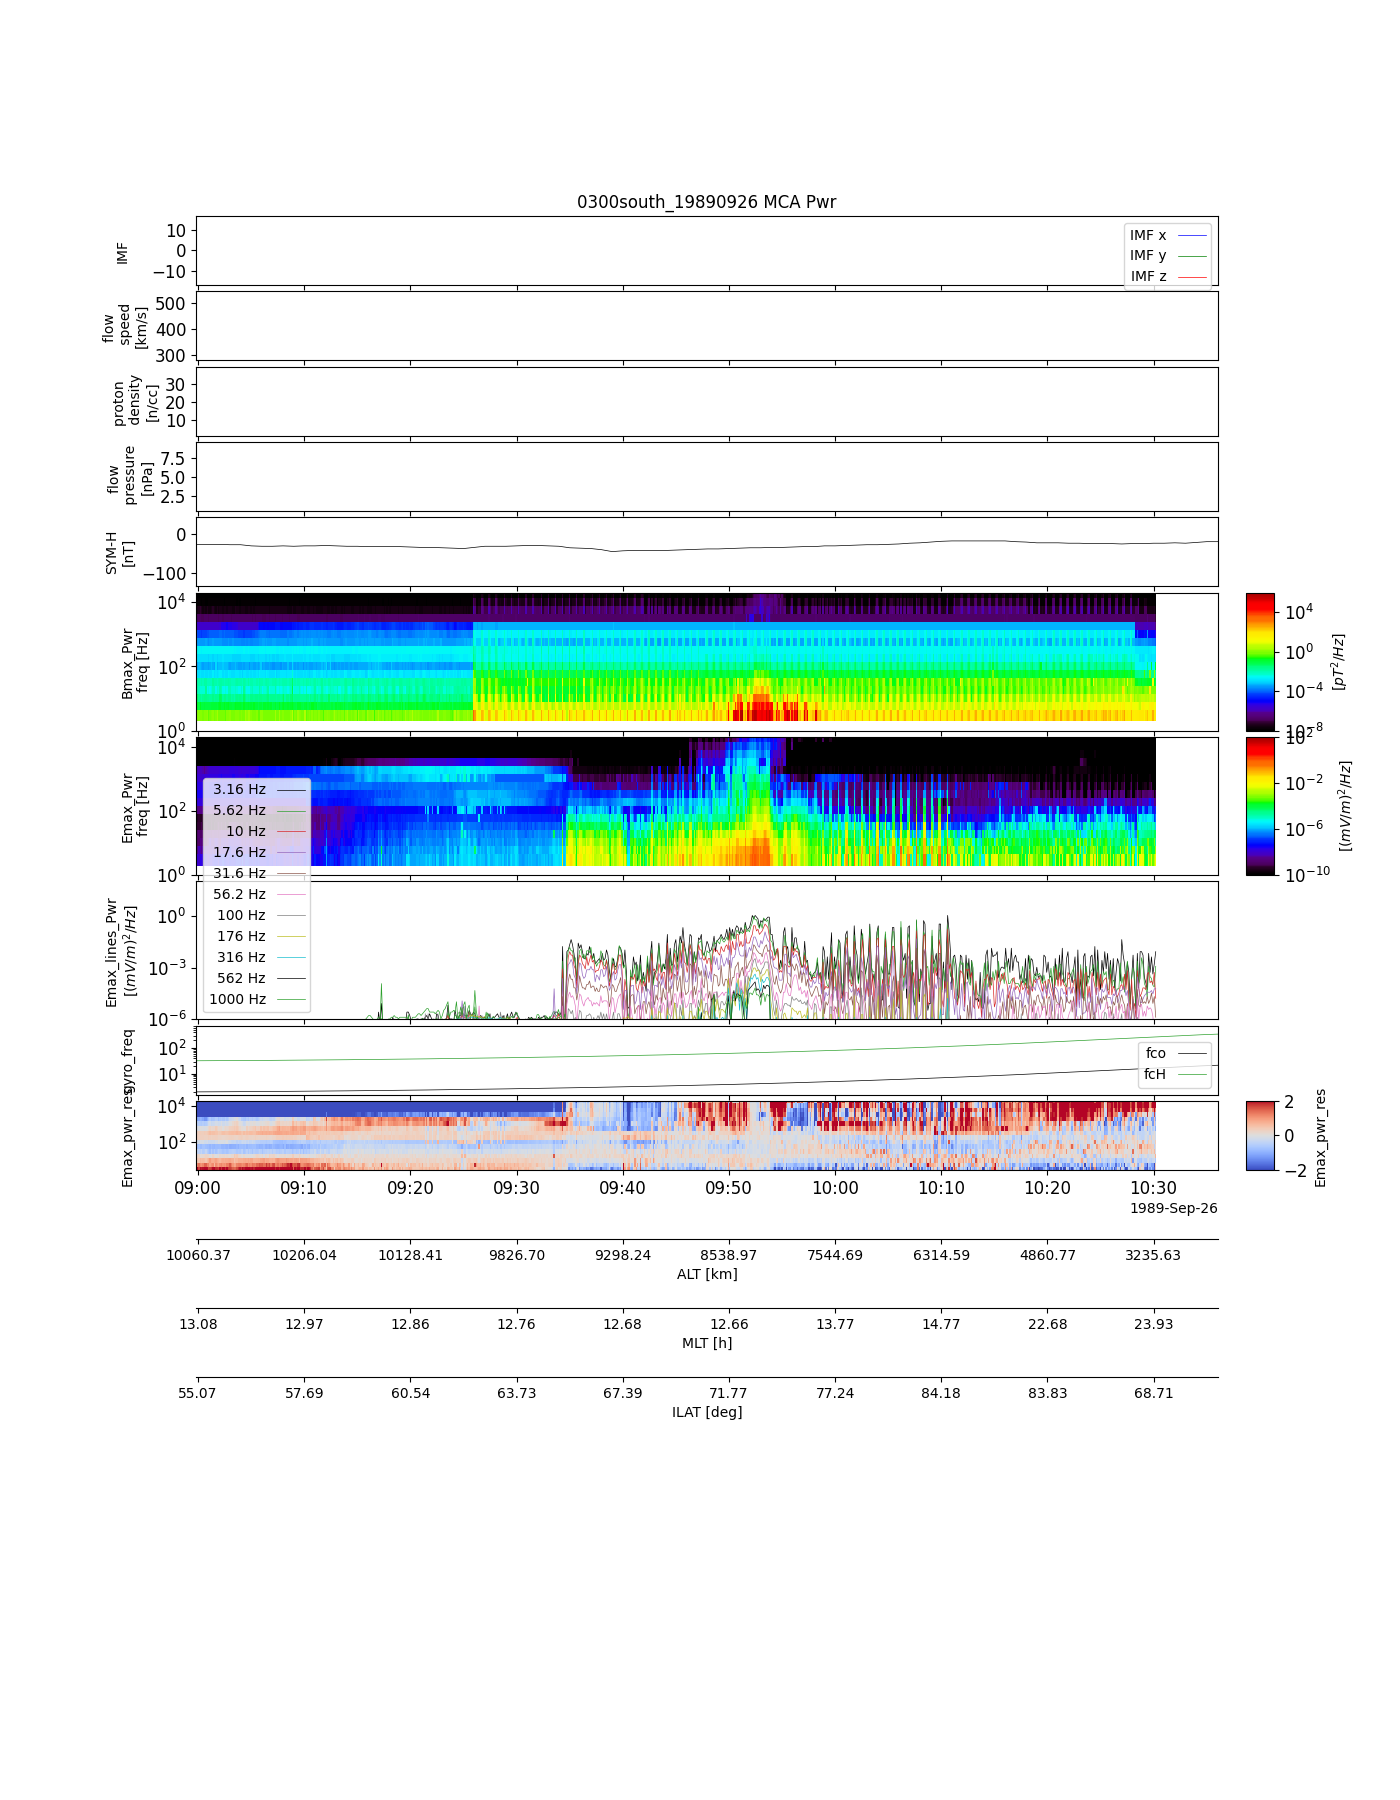 0300south_19890926 MCA Pwr
IMF
10
0
−10
IMF x
IMF y
IMF z
flow
speed
[km/s]
500
400
300
proton
density
[n/cc]
30
20
10
flow
pressure
[nPa]
7.5
5.0
2.5
SYM-H
[nT]
0
−100
Bmax_Pwr
freq [Hz]
10^4
10^2
10^0
10^4
10^0
10^−4
10^−8
[pT^2/Hz]
Emax_Pwr
freq [Hz]
10^4
10^2
10^0
10^2
10^−2
10^−6
10^−10
[(mV/m)^2/Hz]
3.16 Hz
5.62 Hz
10 Hz
17.6 Hz
31.6 Hz
56.2 Hz
100 Hz
176 Hz
316 Hz
562 Hz
1000 Hz
Emax_lines_Pwr
[(mV/m)^2/Hz]
10^0
10^−3
10^−6
gyro_freq
10^2
10^1
fco
fcH
Emax_pwr_res
10^4
10^2
2
0
−2
Emax_pwr_res
09:00 09:10 09:20 09:30 09:40 09:50 10:00 10:10 10:20 10:30
1989-Sep-26
10060.37 10206.04 10128.41 9826.70 9298.24 8538.97 7544.69 6314.59 4860.77 3235.63
ALT [km]
13.08 12.97 12.86 12.76 12.68 12.66 13.77 14.77 22.68 23.93
MLT [h]
55.07 57.69 60.54 63.73 67.39 71.77 77.24 84.18 83.83 68.71
ILAT [deg]